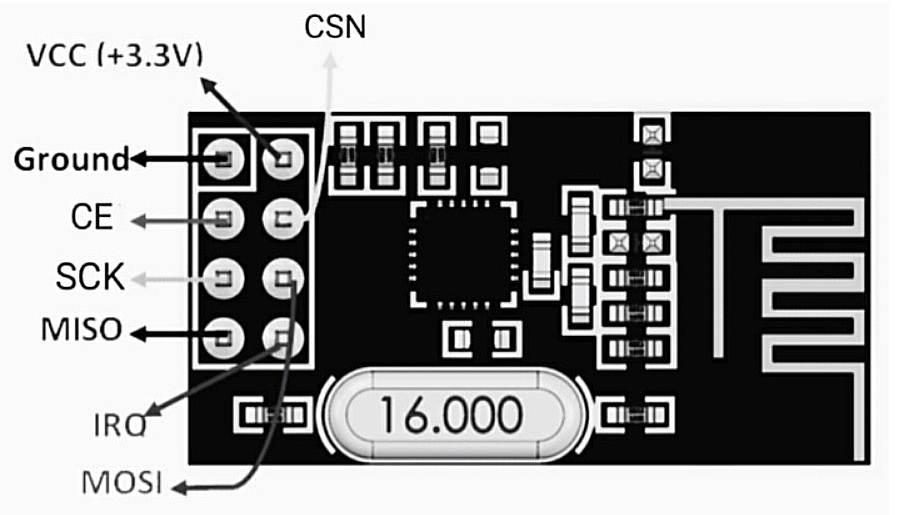 CSN
VCC (+3.3V)
Ground
CE
SCK
MISO
16.000
IRQ
MOSI